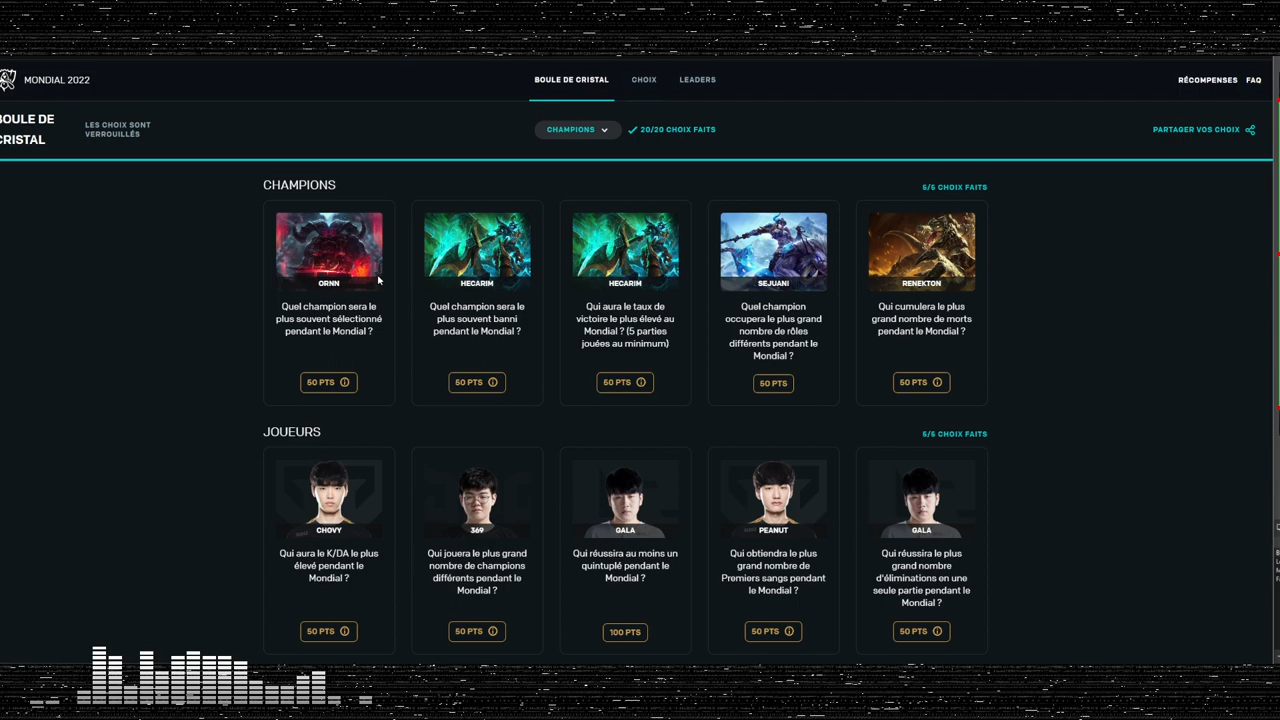 MONDIAL 2022
BOULE DE CRISTAL
CHOIX
LEADERS
RÉCOMPENSES
FAQ
BOULE DE
CRISTAL
LES CHOIX SONT
VERROUILLÉS
CHAMPIONS
20/20 CHOIX FAITS
PARTAGER VOS CHOIX
CHAMPIONS
5/5 CHOIX FAITS
ORNN
Quel champion sera le
plus souvent sélectionné
pendant le Mondial ?
50 PTS
HECARIM
Quel champion sera le
plus souvent banni
pendant le Mondial ?
50 PTS
HECARIM
Qui aura le taux de
victoire le plus élevé au
Mondial ? (5 parties
jouées au minimum)
50 PTS
SEJUANI
Quel champion
occupera le plus grand
nombre de rôles
différents pendant le
Mondial ?
50 PTS
RENEKTON
Qui cumulera le plus
grand nombre de morts
pendant le Mondial ?
50 PTS
JOUEURS
5/5 CHOIX FAITS
CHOVY
Qui aura le K/DA le plus
élevé pendant le
Mondial ?
50 PTS
369
Qui jouera le plus grand
nombre de champions
différents pendant le
Mondial ?
50 PTS
GALA
Qui réussira au moins un
quintuplé pendant le
Mondial ?
100 PTS
PEANUT
Qui obtiendra le plus
grand nombre de
Premiers sangs pendant
le Mondial ?
50 PTS
GALA
Qui réussira le plus
grand nombre
d'éliminations en une
seule partie pendant le
Mondial ?
50 PTS